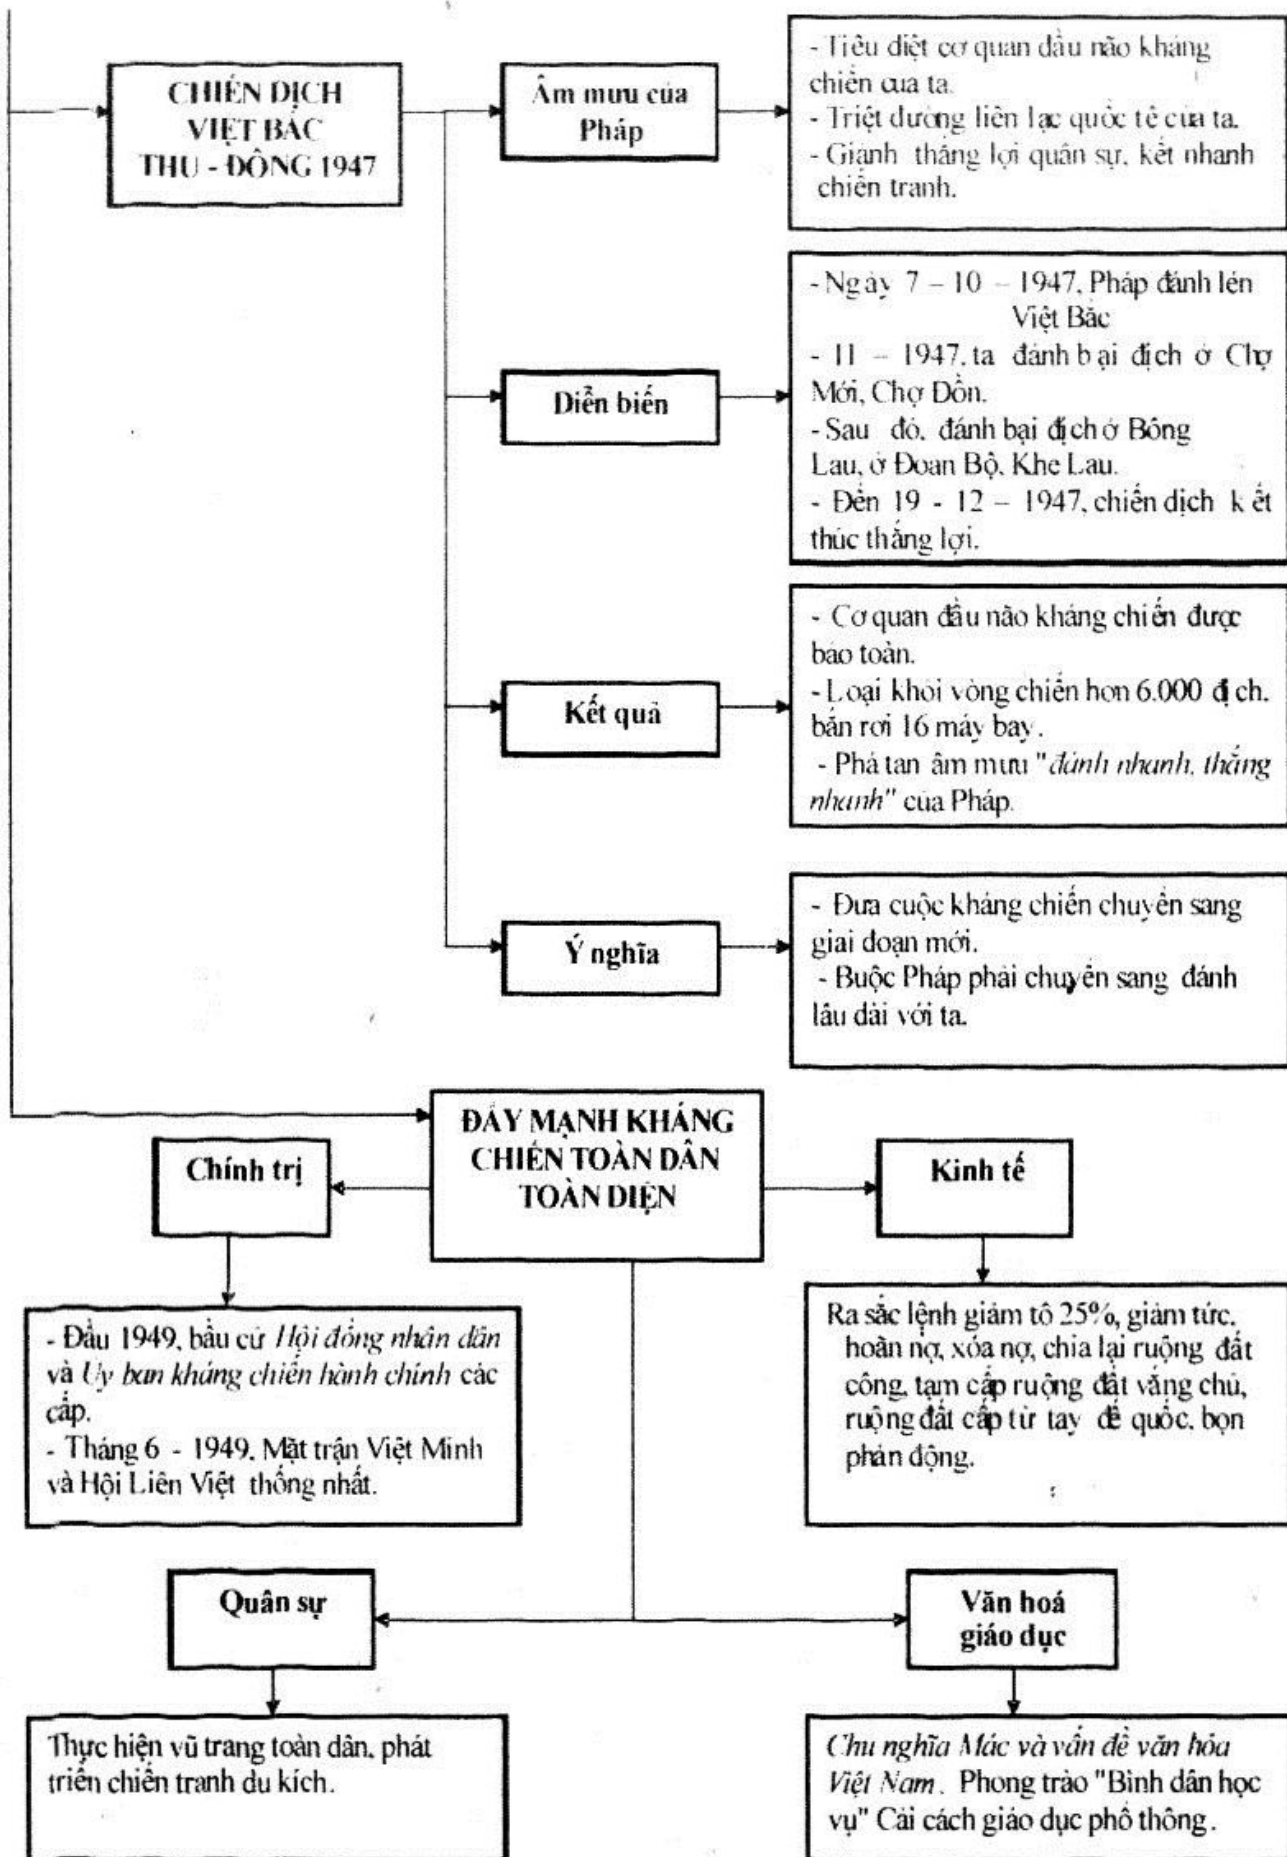 CHIẾN DỊCH
VIỆT BẮC
THU - ĐÔNG 1947
Âm mưu của
Pháp
- Tiêu diệt cơ quan đầu não kháng
chiến của ta.
- Triệt đường liên lạc quốc tế của ta.
- Giành thắng lợi quân sự, kết nhanh
chiến tranh.
Diễn biến
- Ngày 7 – 10 – 1947, Pháp đánh lên
Việt Bắc
- 11 – 1947, ta đánh bại địch ở Chợ
Mới, Chợ Đồn.
- Sau đó, đánh bại địch ở Bông
Lau, ở Đoan Bộ, Khe Lau.
- Đến 19 - 12 – 1947, chiến dịch kết
thúc thắng lợi.
Kết quả
- Cơ quan đầu não kháng chiến được
bảo toàn.
- Loại khỏi vòng chiến hơn 6.000 địch,
bắn rơi 16 máy bay.
- Phá tan âm mưu "đánh nhanh, thắng
nhanh" của Pháp.
Ý nghĩa
- Đưa cuộc kháng chiến chuyển sang
giai đoạn mới.
- Buộc Pháp phải chuyển sang đánh
lâu dài với ta.
ĐẨY MẠNH KHÁNG
CHIẾN TOÀN DÂN
TOÀN DIỆN
Chính trị
Kinh tế
- Đầu 1949, bầu cử Hội đồng nhân dân
và Ủy ban kháng chiến hành chính các
cấp.
- Tháng 6 - 1949, Mặt trận Việt Minh
và Hội Liên Việt thống nhất.
Ra sắc lệnh giảm tô 25%, giảm tức,
hoãn nợ, xóa nợ, chia lại ruộng đất
công, tạm cấp ruộng đất vắng chủ,
ruộng đất cấp từ tay đế quốc, bọn
phản động.
Quân sự
Văn hoá
giáo dục
Thực hiện vũ trang toàn dân, phát
triển chiến tranh du kích.
Chủ nghĩa Mác và vấn đề văn hóa
Việt Nam. Phong trào "Bình dân học
vụ" Cải cách giáo dục phổ thông.